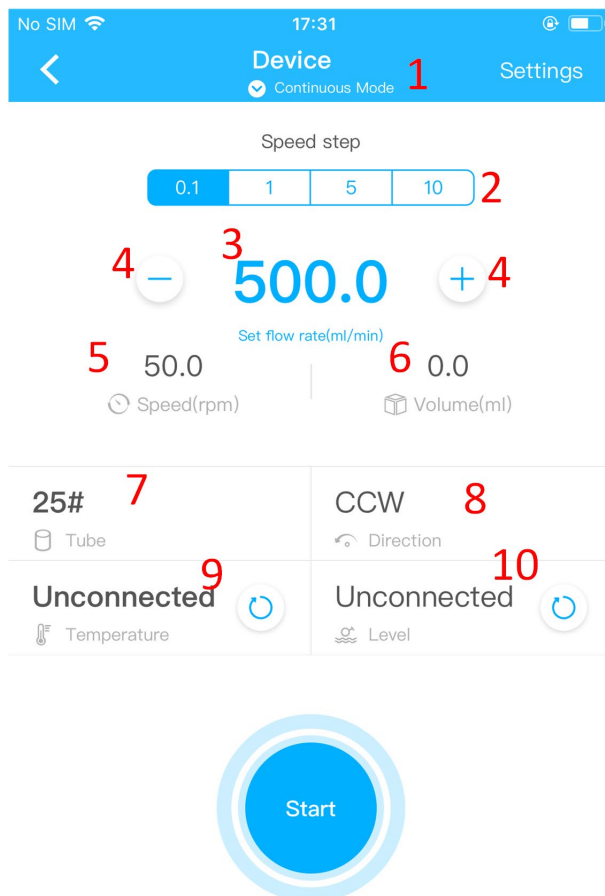 No SIM 17:31
Device
Continuous Mode 1 Settings
Speed step
0.1 1 5 10 2
3
4 − 500.0 + 4
Set flow rate(ml/min)
5 50.0 6 0.0
Speed(rpm) Volume(ml)
25# 7 CCW 8
Tube Direction
9 10
Unconnected Unconnected
Temperature Level
Start